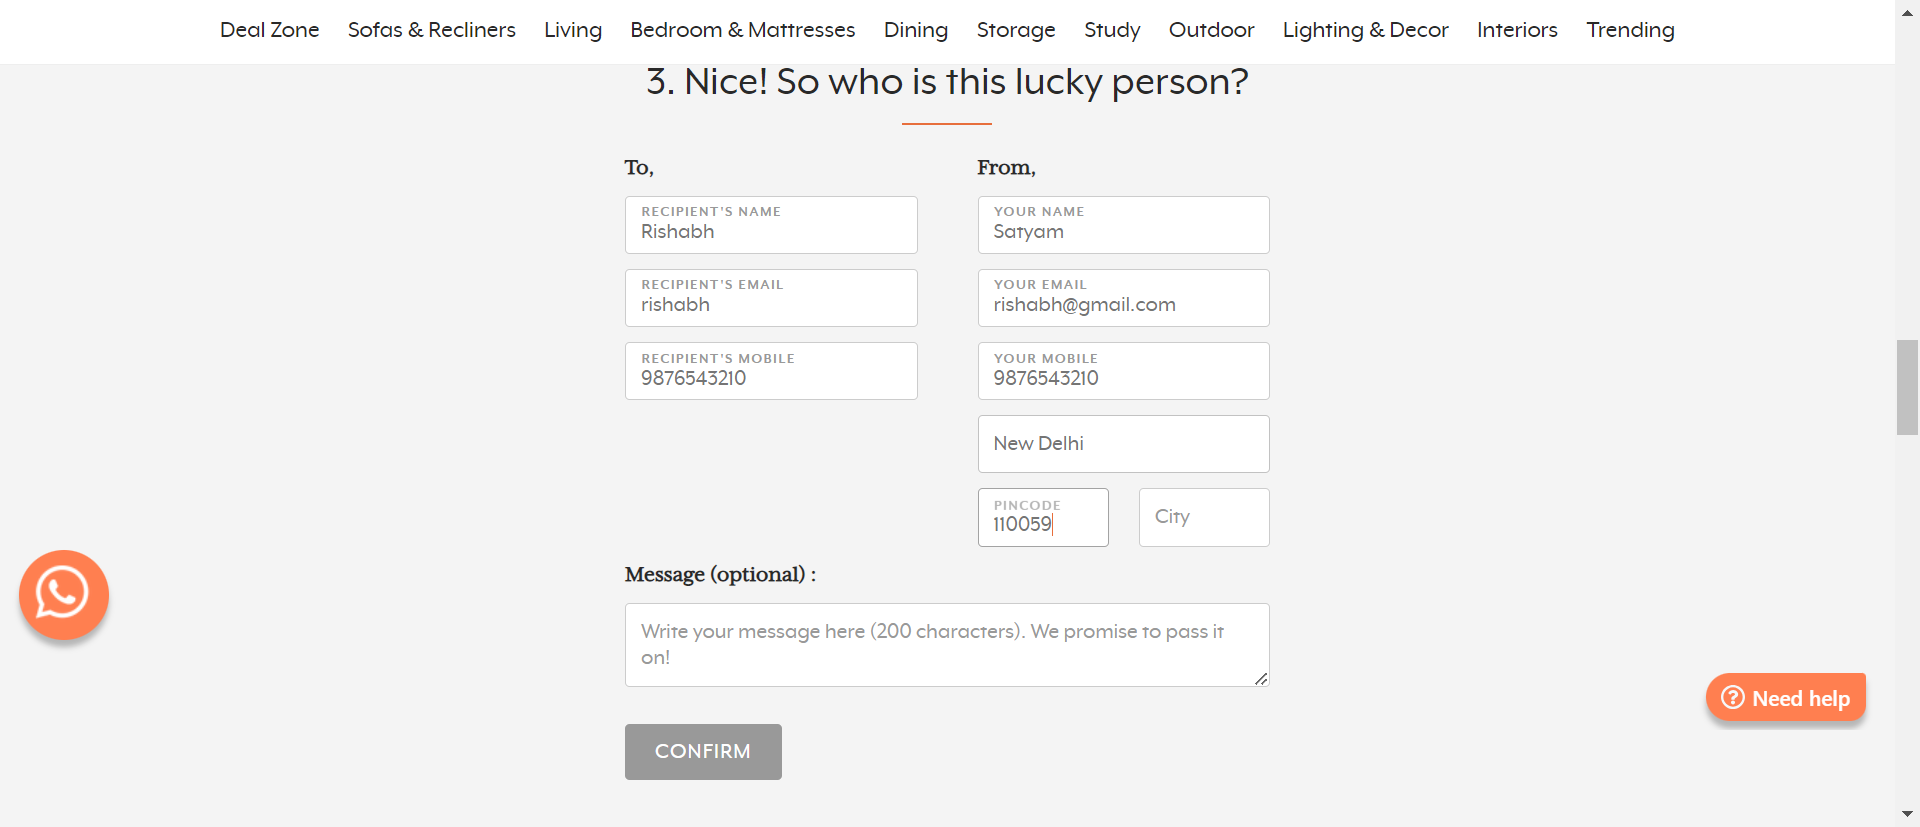 Deal Zone Sofas & Recliners Living Bedroom & Mattresses Dining Storage Study Outdoor Lighting & Decor Interiors Trending
3. Nice! So who is this lucky person?
To,
RECIPIENT'S NAME
Rishabh
RECIPIENT'S EMAIL
rishabh
RECIPIENT'S MOBILE
9876543210
From,
YOUR NAME
Satyam
YOUR EMAIL
rishabh@gmail.com
YOUR MOBILE
9876543210
New Delhi
PINCODE
110059
City
Message (optional) :
Write your message here (200 characters). We promise to pass it
on!
CONFIRM
Need help